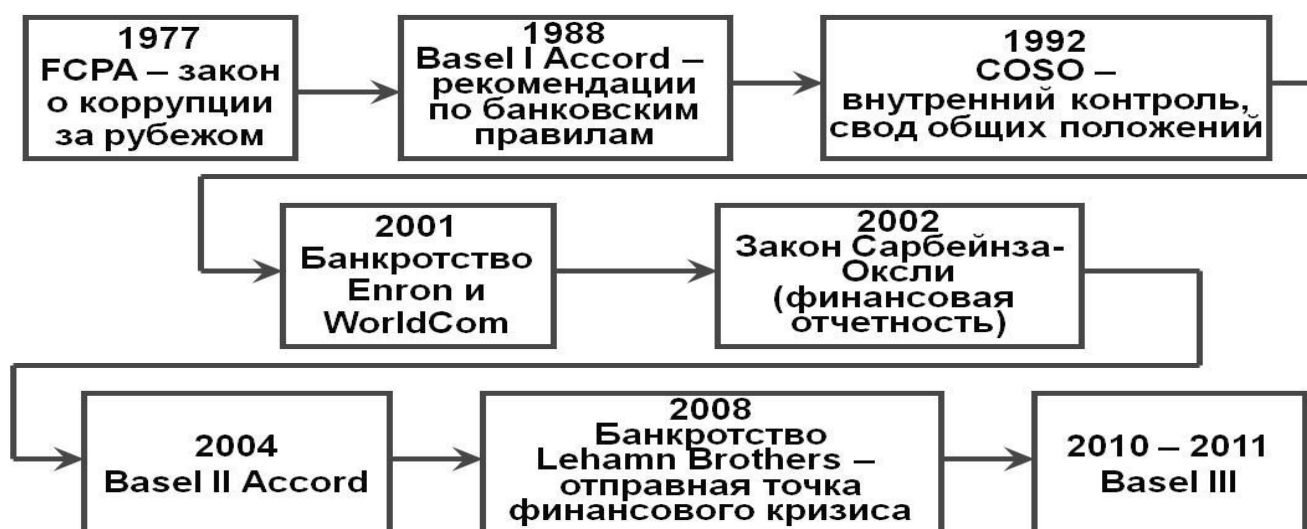 1977
FCPA – закон
о коррупции
за рубежом
1988
Basel I Accord –
рекомендации
по банковским
правилам
1992
COSO –
внутренний контроль,
свод общих положений
2001
Банкротство
Enron и
WorldCom
2002
Закон Сарбейнза-
Оксли
(финансовая
отчетность)
2004
Basel II Accord
2008
Банкротство
Lehamn Brothers –
отправная точка
финансового кризиса
2010 – 2011
Basel III